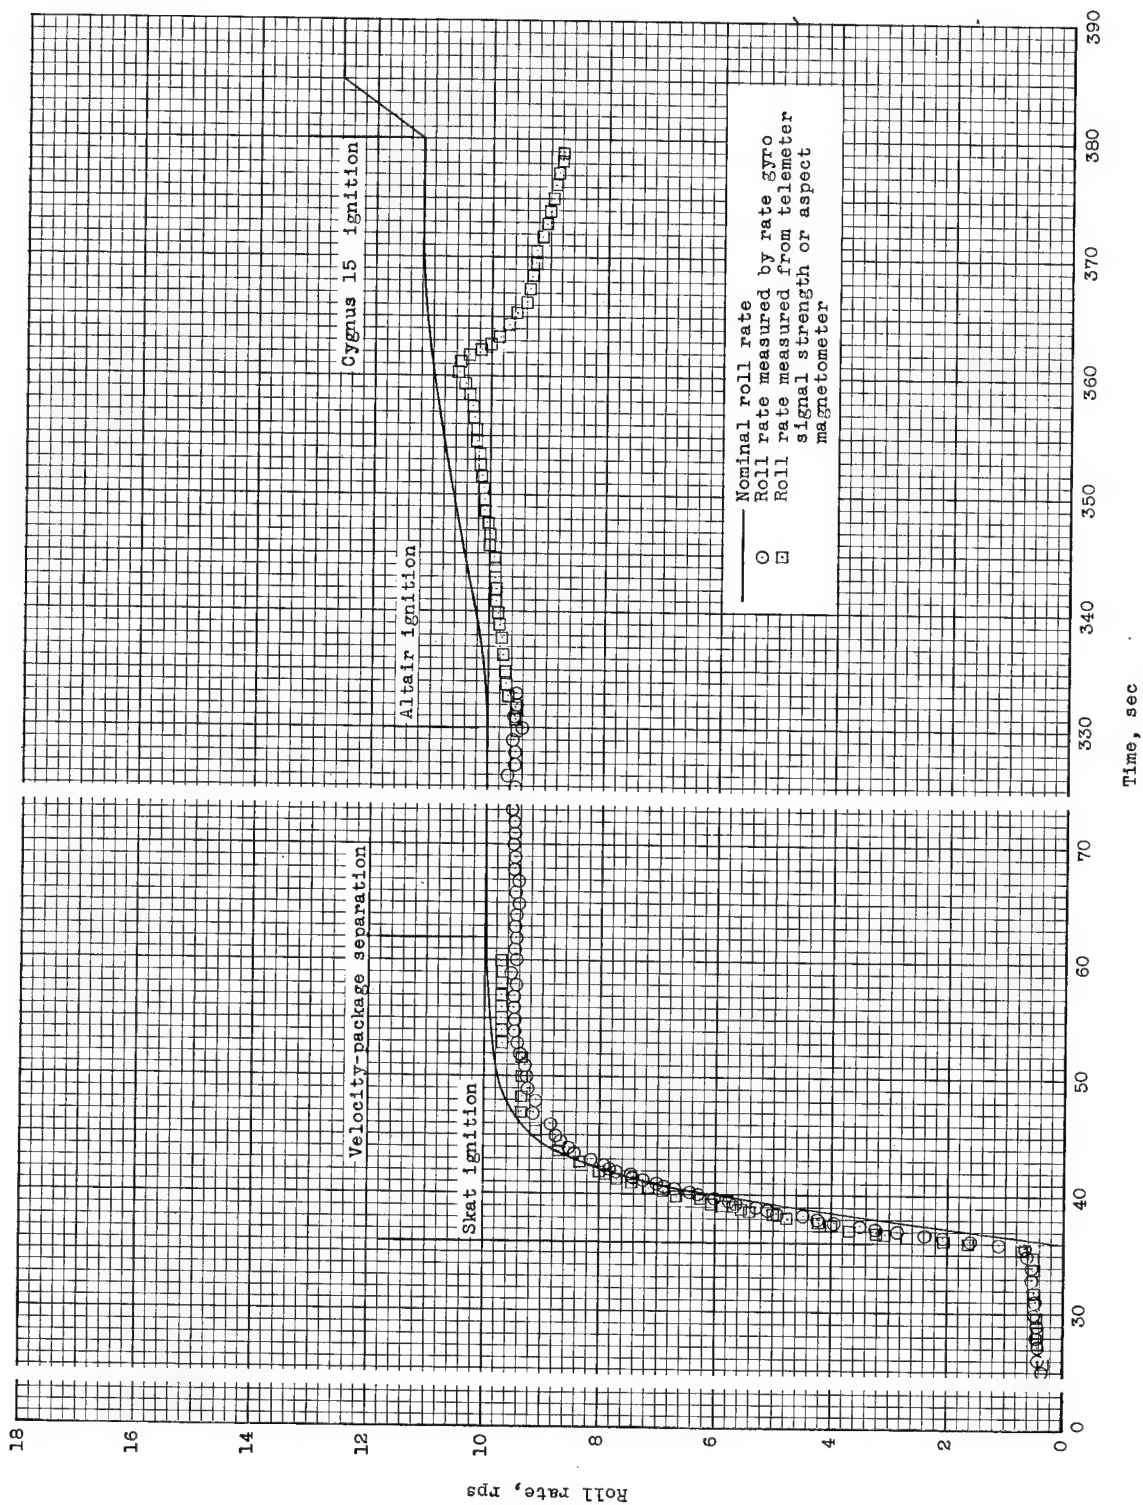 Roll rate, rps
18
16
14
12
10
8
6
4
2
0
Velocity-package separation
Skat ignition
Altair ignition
Cygnus 15 ignition
Nominal roll rate
Roll rate measured by rate gyro
Roll rate measured from telemeter
signal strength or aspect
magnetometer
0
30
40
50
60
70
330
340
350
360
370
380
390
Time, sec